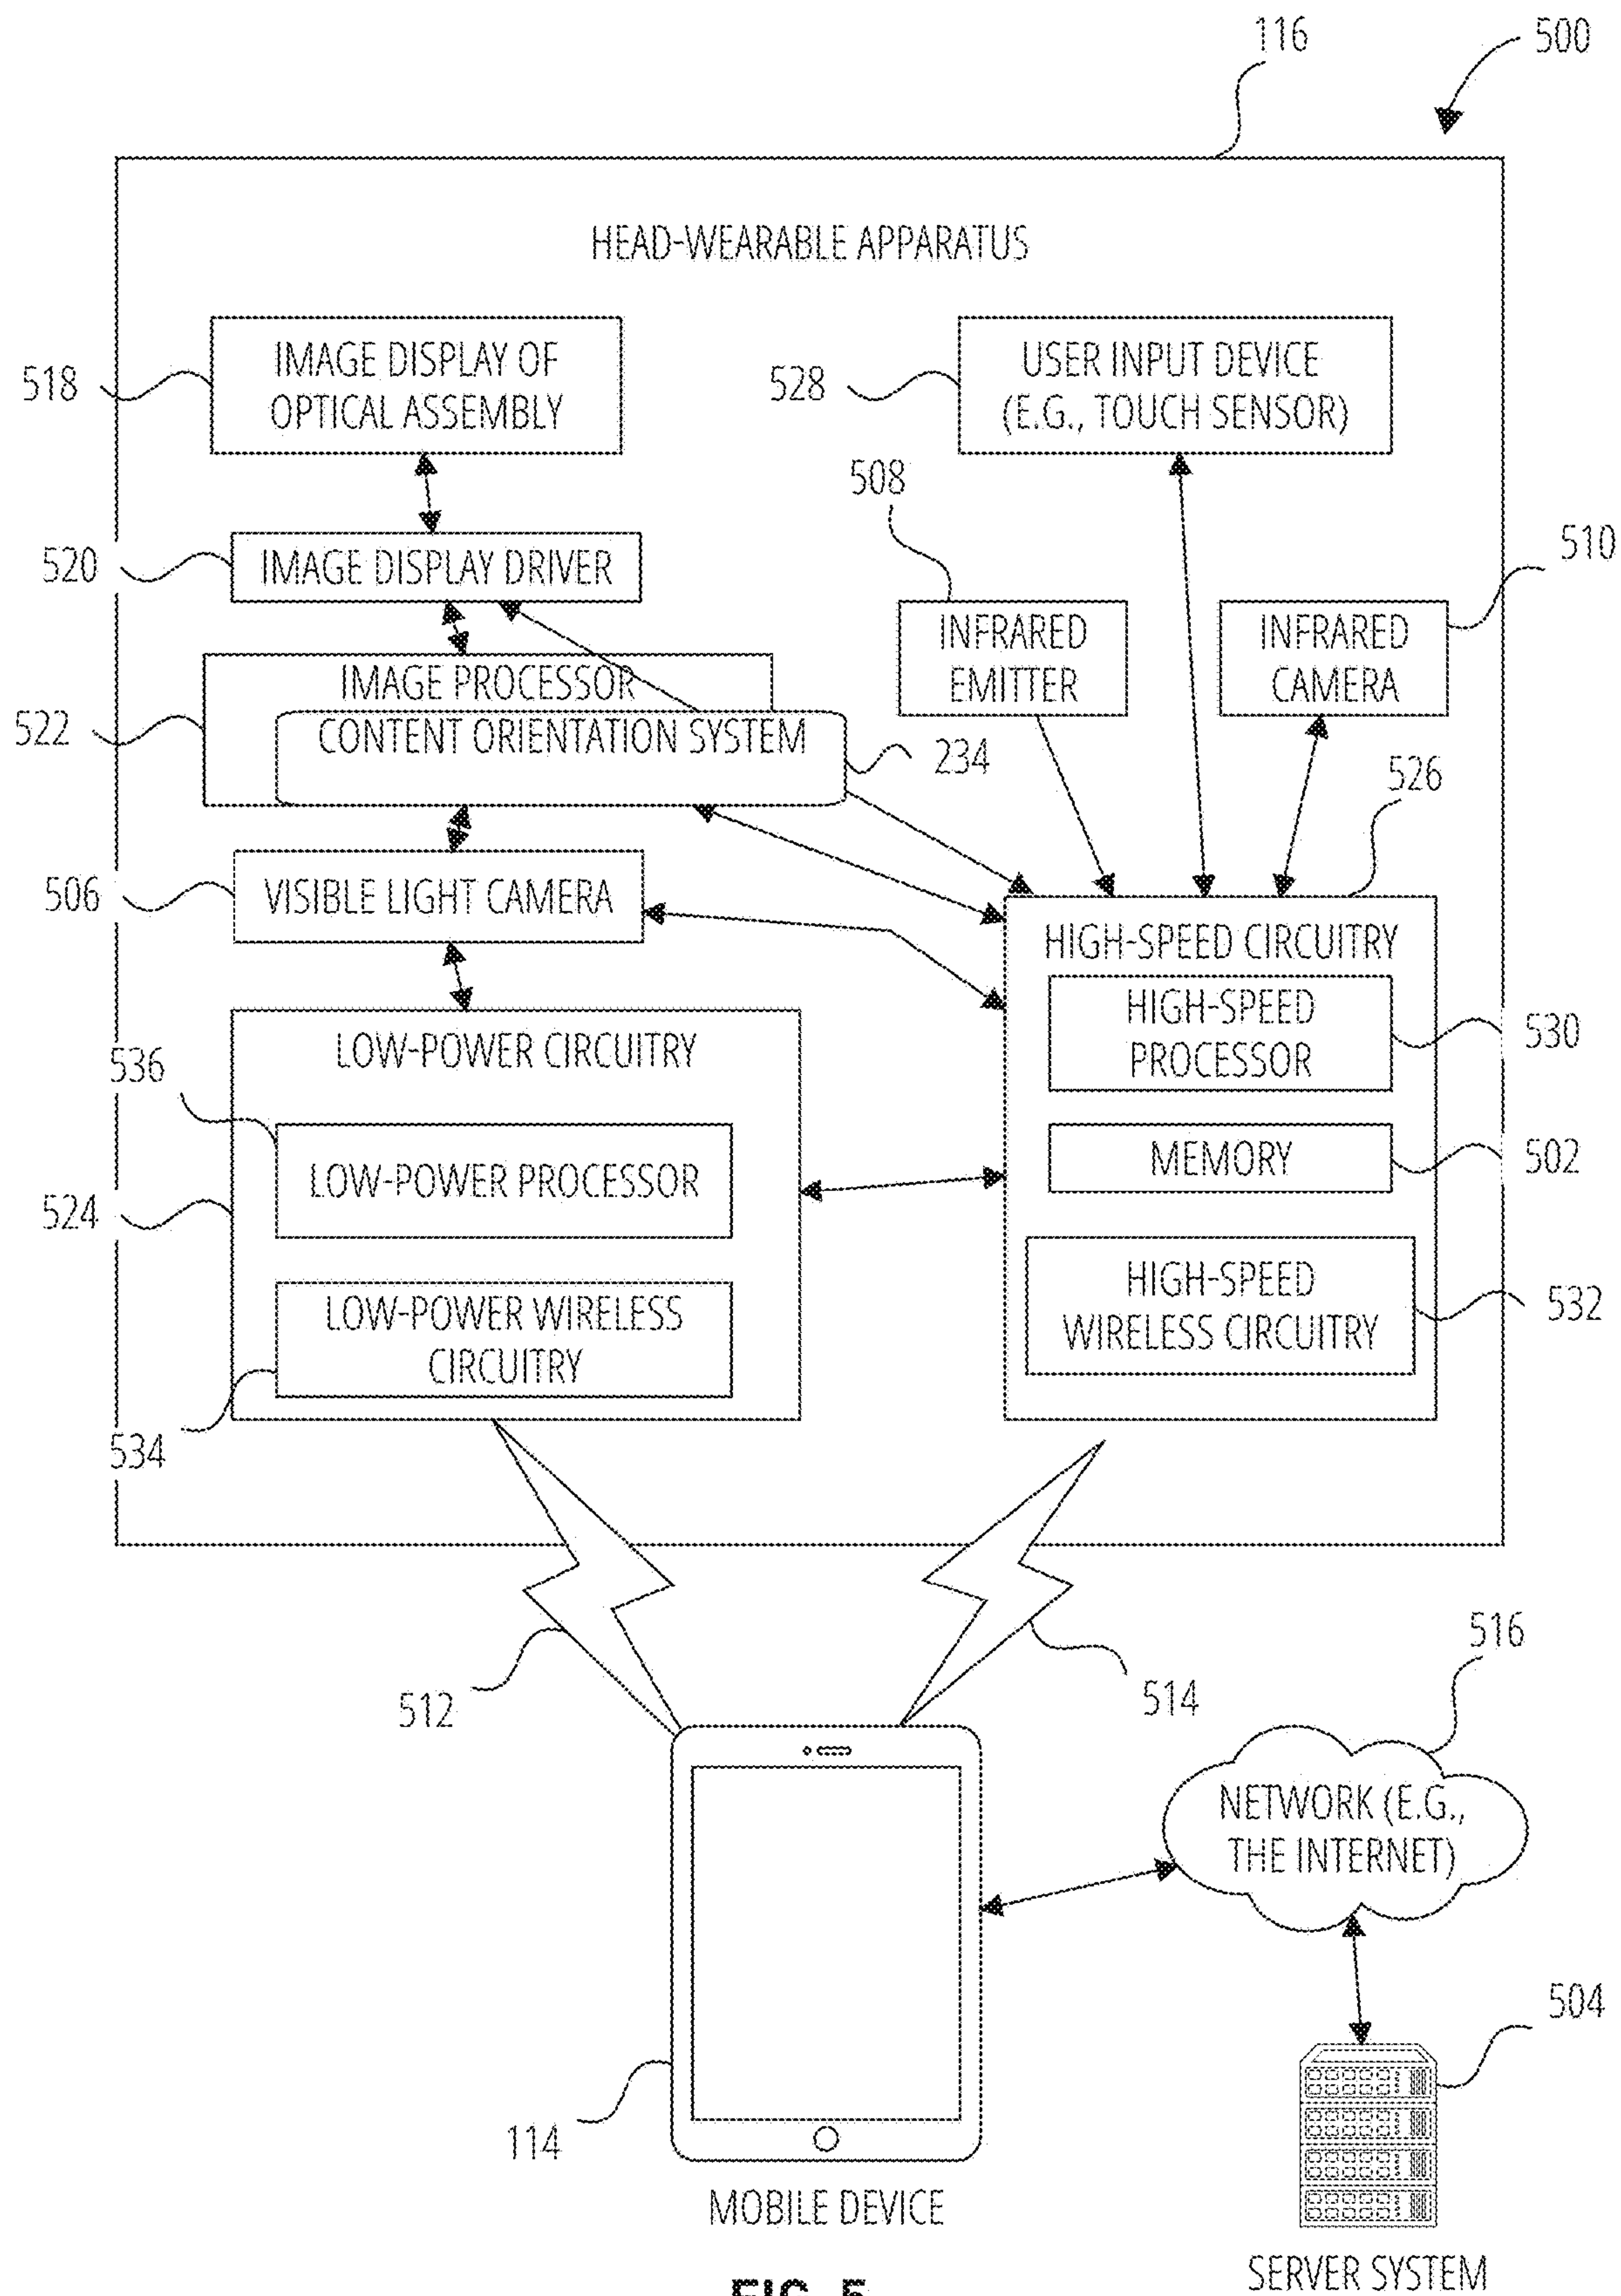 116
500
HEAD-WEARABLE APPARATUS
518
IMAGE DISPLAY OF
OPTICAL ASSEMBLY
528
USER INPUT DEVICE
(E.G., TOUCH SENSOR)
508
510
520
IMAGE DISPLAY DRIVER
INFRARED
EMITTER
INFRARED
CAMERA
522
IMAGE PROCESSOR
CONTENT ORIENTATION SYSTEM
234
526
506
VISIBLE LIGHT CAMERA
HIGH-SPEED CIRCUITRY
HIGH-SPEED
PROCESSOR
530
536
LOW-POWER CIRCUITRY
MEMORY
502
524
LOW-POWER PROCESSOR
HIGH-SPEED
WIRELESS CIRCUITRY
532
LOW-POWER WIRELESS
CIRCUITRY
534
512
514
516
NETWORK (E.G.,
THE INTERNET)
504
114
MOBILE DEVICE
SERVER SYSTEM
FIG. 5